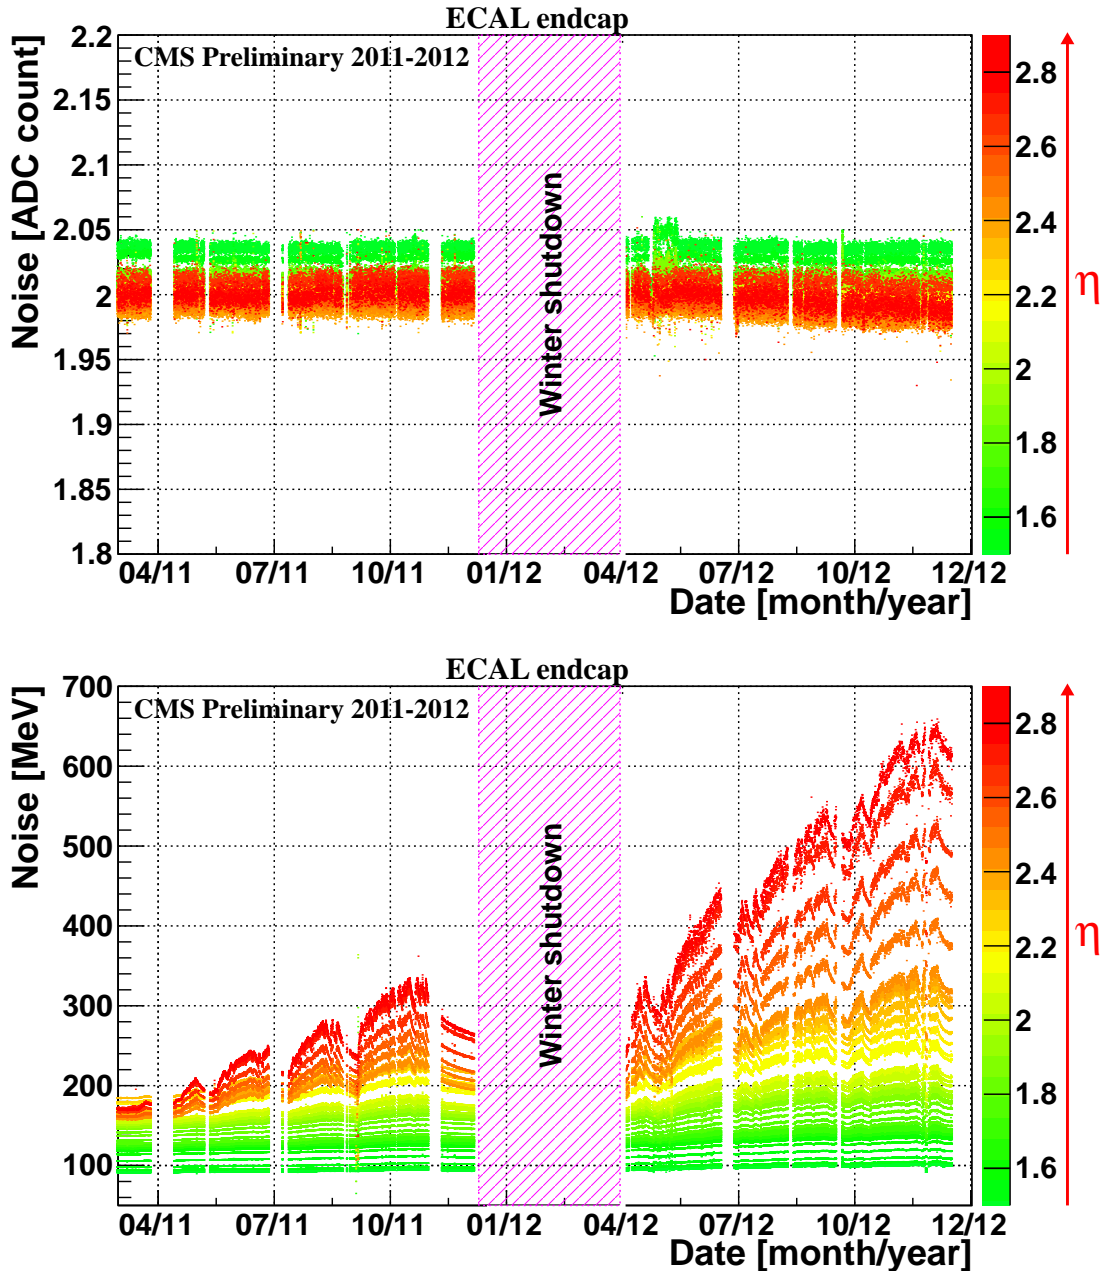 ECAL endcap
CMS Preliminary 2011-2012
Noise [ADC count]
2.2
2.15
2.1
2.05
2
1.95
1.9
1.85
1.8
Winter shutdown
04/11 07/11 10/11 01/12 04/12 07/12 10/12 12/12
Date [month/year]
2.8
2.6
2.4
2.2
2
1.8
1.6
η
ECAL endcap
CMS Preliminary 2011-2012
Noise [MeV]
700
600
500
400
300
200
100
Winter shutdown
04/11 07/11 10/11 01/12 04/12 07/12 10/12 12/12
Date [month/year]
2.8
2.6
2.4
2.2
2
1.8
1.6
η